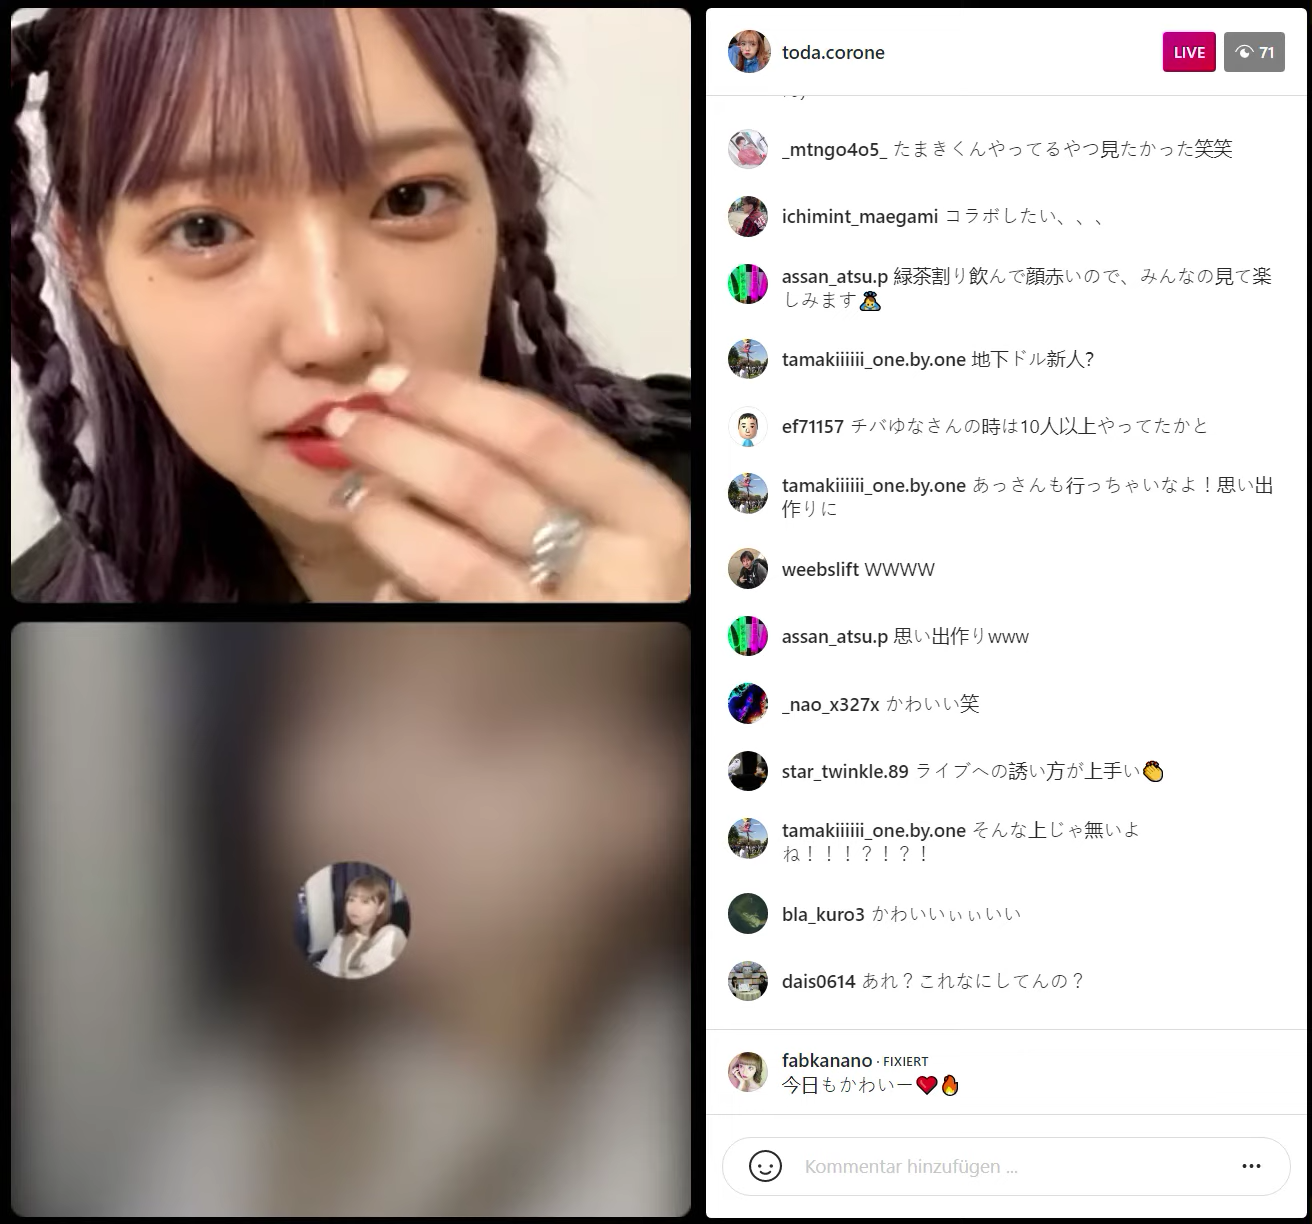 toda.corone
LIVE
71
_mtngo4o5_ たまきくんやってるやつ見たかった笑笑
ichimint_maegami コラボしたい、、、
assan_atsu.p 緑茶割り飲んで顔赤いので、みんなの見て楽
しみます🙇
tamakiiiiii_one.by.one 地下ドル新人?
ef71157 チバゆなさんの時は10人以上やってたかと
tamakiiiiii_one.by.one あっさんも行っちゃいなよ！思い出
作りに
weebslift WWWW
assan_atsu.p 思い出作りwww
_nao_x327x かわいい笑
star_twinkle.89 ライブへの誘い方が上手い👏
tamakiiiiii_one.by.one そんな上じゃ無いよ
ね！！！？！？！
bla_kuro3 かわいいぃぃいい
dais0614 あれ？これなにしてんの？
fabkanano · FIXIERT
今日もかわいー❤️🔥
Kommentar hinzufügen ...